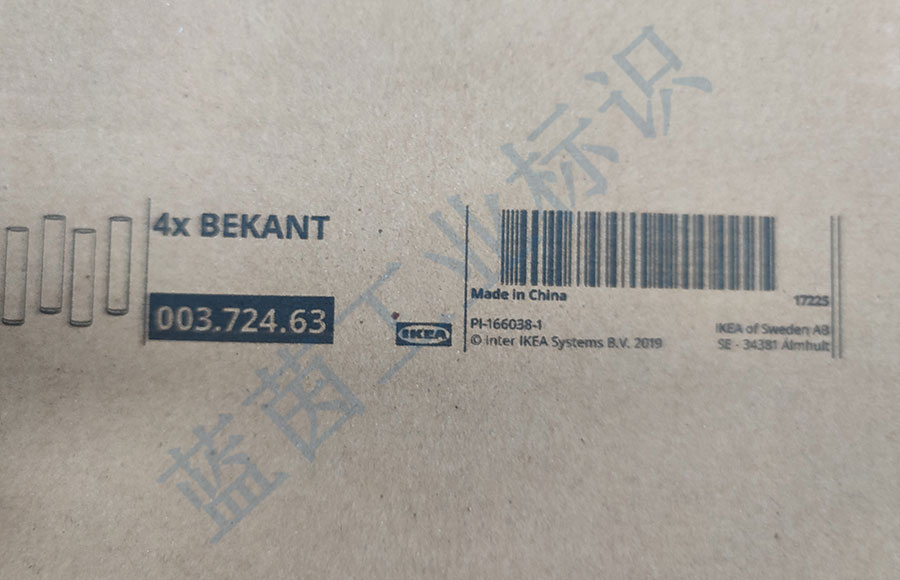 4x BEKANT
003.724.63
IKEA
Made in China
17225
PI-166038-1
© Inter IKEA Systems B.V. 2019
IKEA of Sweden AB
SE - 34381 Älmhult
蓝茵工业标识